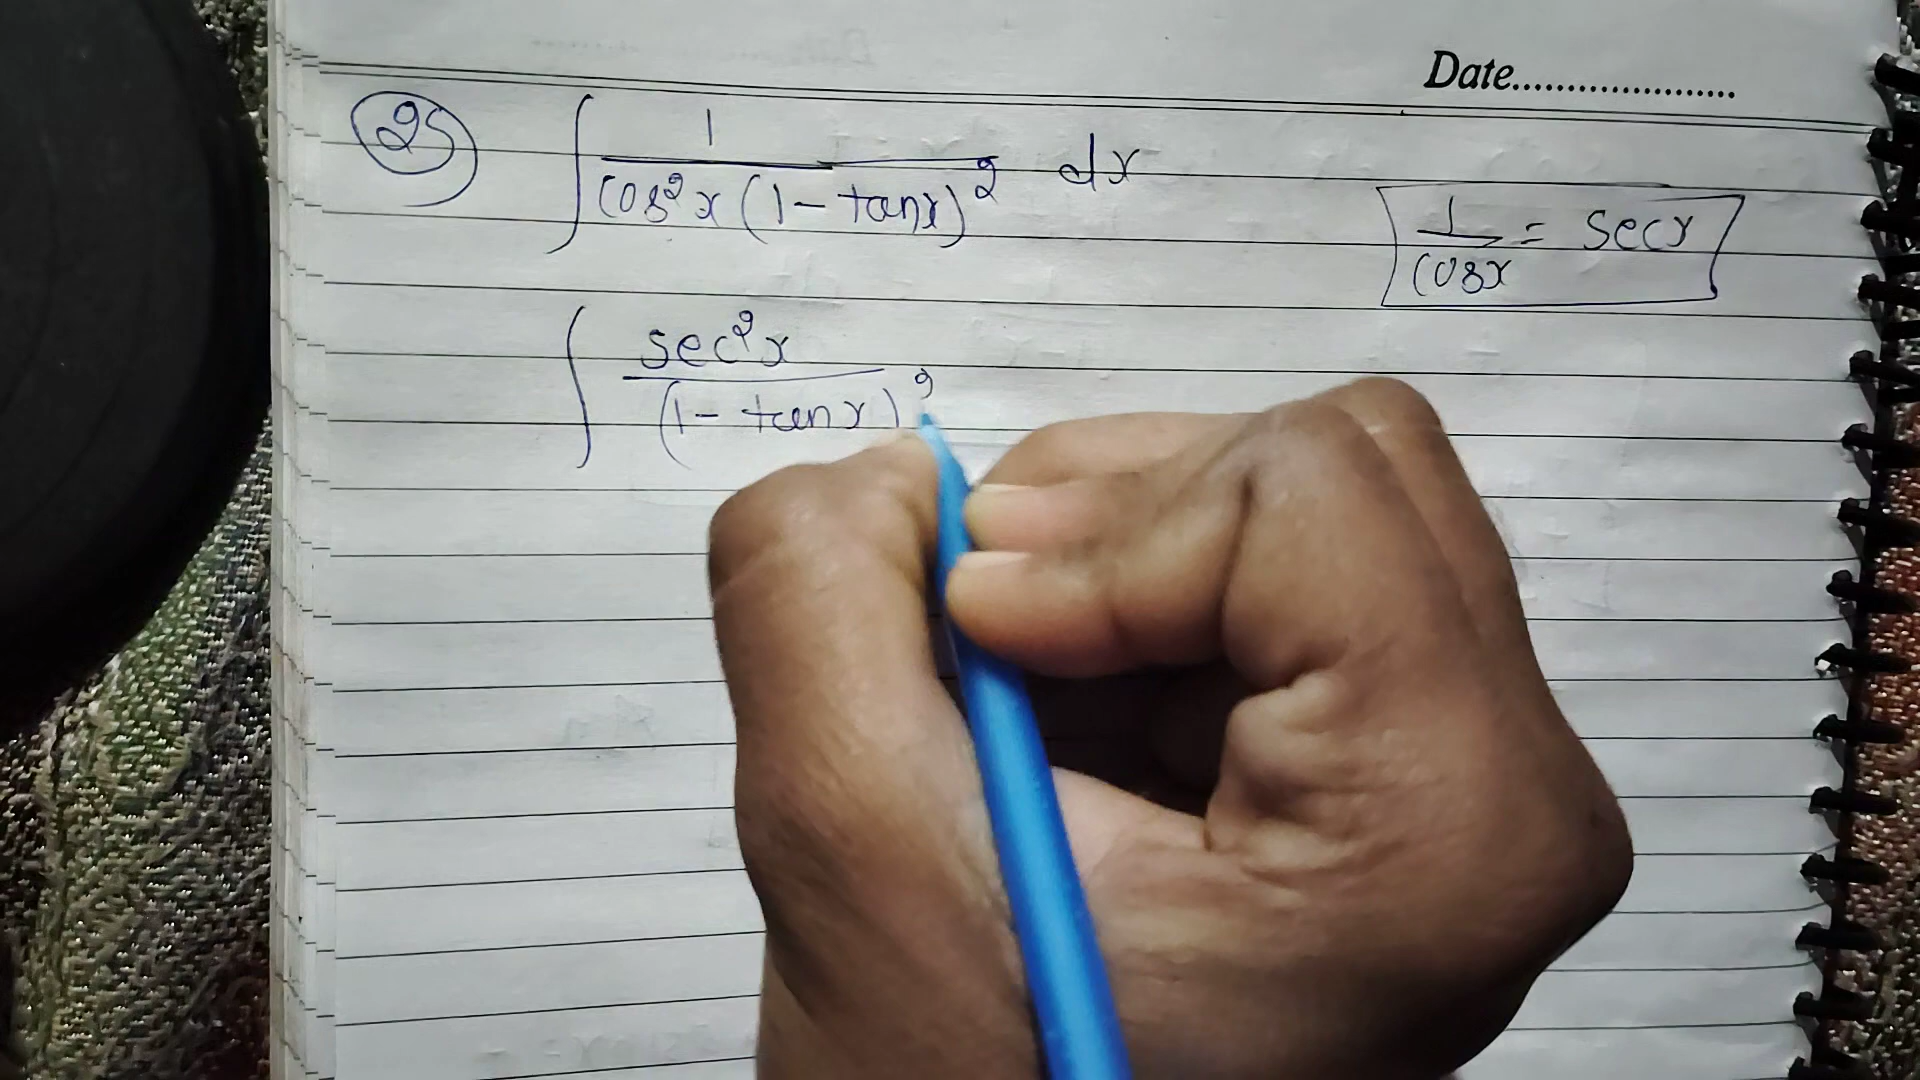 Date.....................
25 ∫ 1/(cos²x (1 - tanx)²) dx
1/cosx = secx
∫ sec²x/(1 - tanx)²